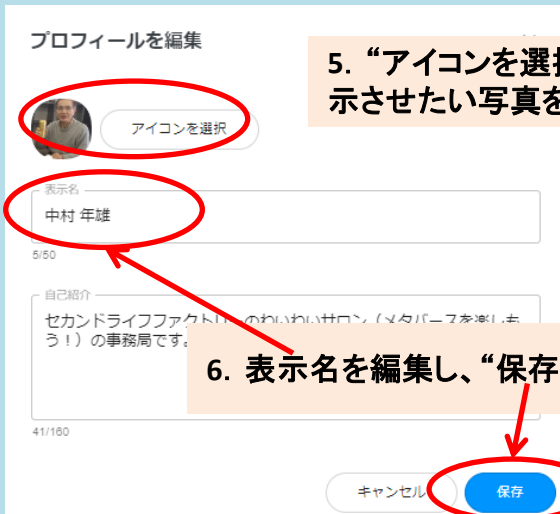 プロフィールを編集
5. “アイコンを選
示させたい写真を
アイコンを選択
表示名
中村 年雄
5/50
自己紹介
セカンドライフファクトリーのわいわいサロン（メタバースを楽しも
う！）の事務局です。
6. 表示名を編集し、“保存
41/160
キャンセル
保存